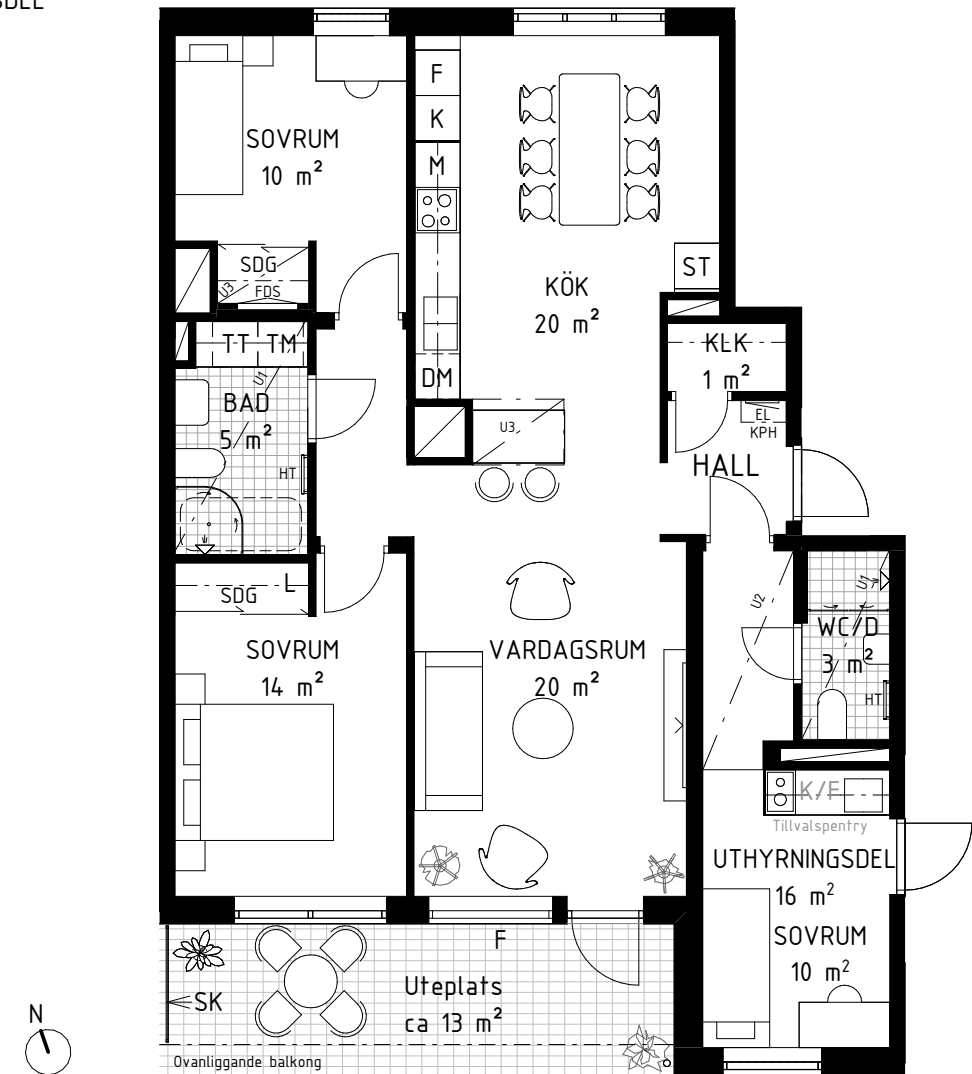 F
K
SOVRUM
10 m²
M
SDG
U3
FDS
ST
KÖK
20 m²
TT TM
KLK
1 m²
U1
DM
BAD
5 m²
EL
KPH
U3
HT
HALL
L
SDG
U2
U1
WC/D
3 m²
SOVRUM
14 m²
VARDAGSRUM
20 m²
HT
K/F
Tillvalspentry
UTHYRNINGSDEL
16 m²
SOVRUM
10 m²
F
Uteplats
ca 13 m²
SK
N
Ovanliggande balkong